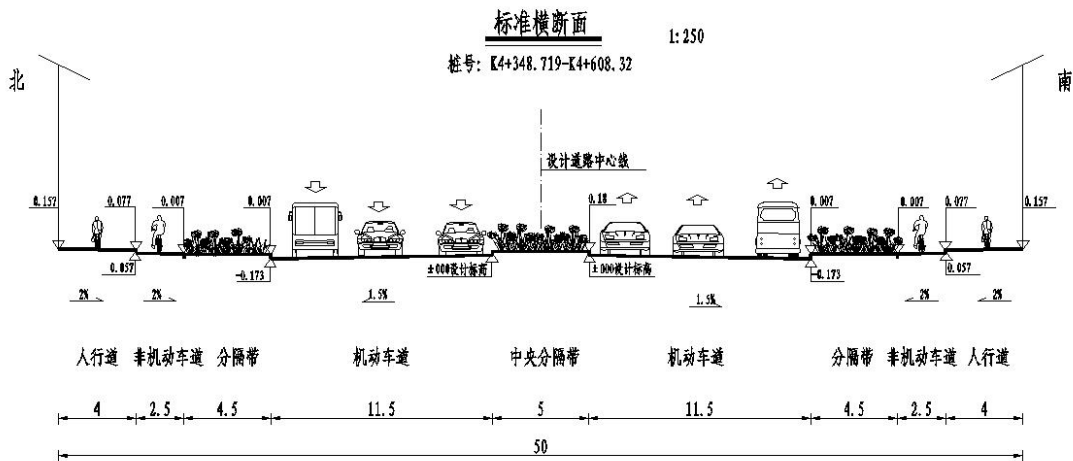 标准横断面 1:250
桩号: K4+348.719-K4+608.32
北 南
设计道路中心线
0.157 0.077 0.007 0.007 0.18 0.007 0.007 0.077 0.157
0.057 -0.173 ±000设计标高 ±000设计标高 -0.173 0.057
2% 2% 1.5% 1.5% 2% 2%
人行道 非机动车道 分隔带 机动车道 中央分隔带 机动车道 分隔带 非机动车道 人行道
4 2.5 4.5 11.5 5 11.5 4.5 2.5 4
50